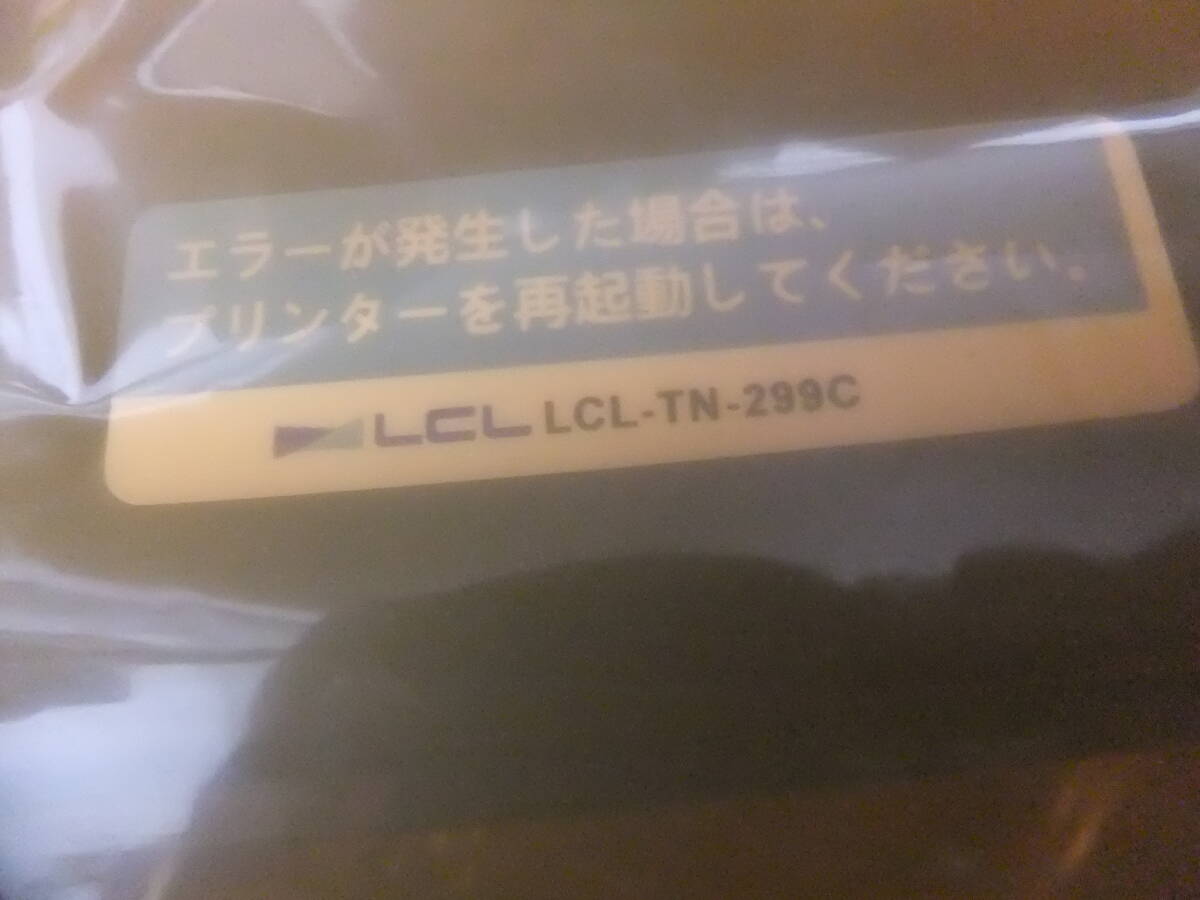 エラーが発生した場合は、
プリンターを再起動してください。
LCL LCL-TN-299C